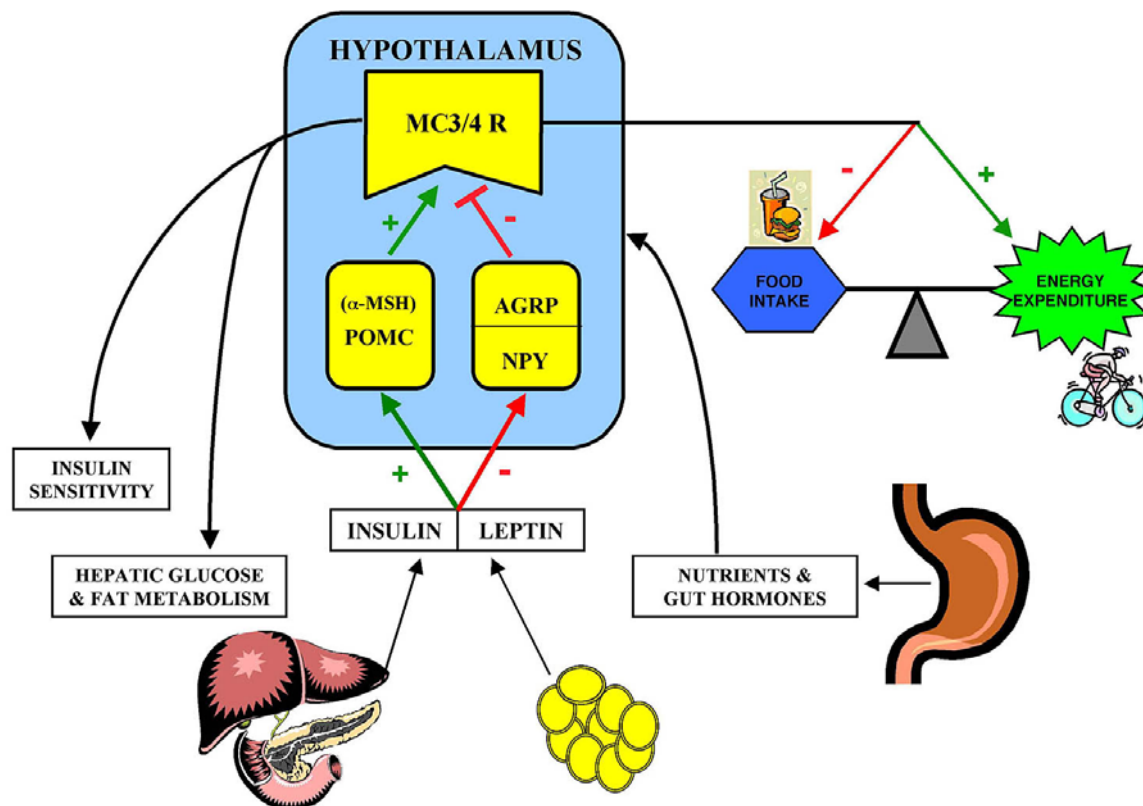 HYPOTHALAMUS
MC3/4 R
-
+
+
-
FOOD
INTAKE
ENERGY
EXPENDITURE
(α-MSH)
POMC
AGRP
NPY
+
-
INSULIN
SENSITIVITY
INSULIN
LEPTIN
HEPATIC GLUCOSE
& FAT METABOLISM
NUTRIENTS &
GUT HORMONES